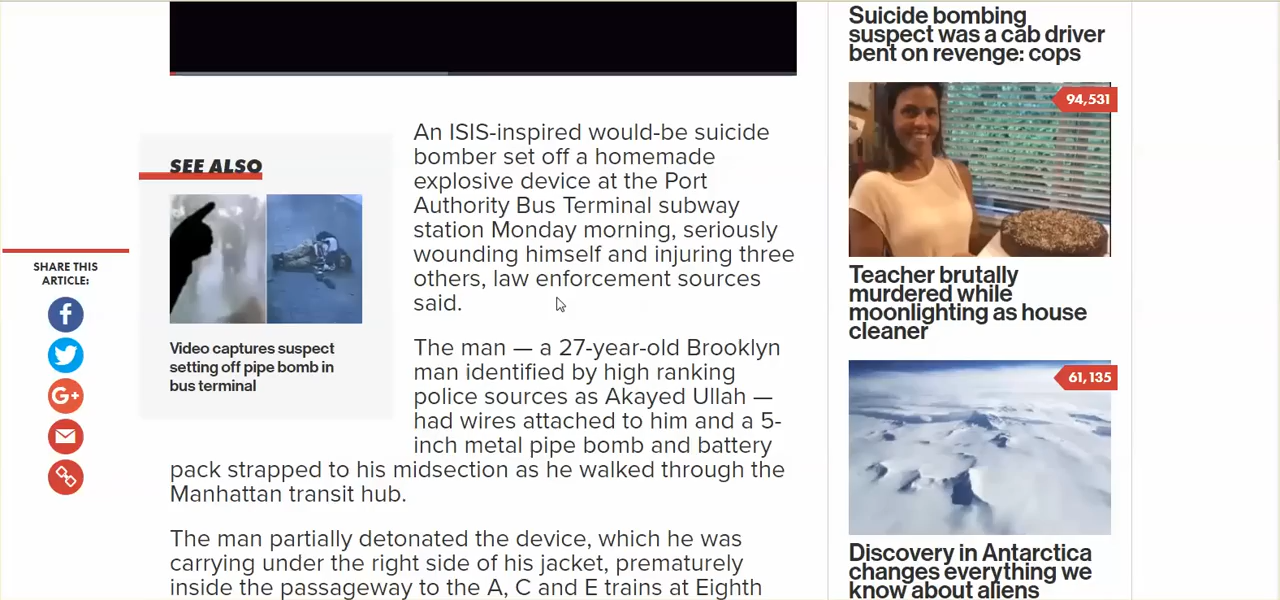 SHARE THIS
ARTICLE:
SEE ALSO
Video captures suspect
setting off pipe bomb in
bus terminal
An ISIS-inspired would-be suicide
bomber set off a homemade
explosive device at the Port
Authority Bus Terminal subway
station Monday morning, seriously
wounding himself and injuring three
others, law enforcement sources
said.
The man — a 27-year-old Brooklyn
man identified by high ranking
police sources as Akayed Ullah —
had wires attached to him and a 5-
inch metal pipe bomb and battery
pack strapped to his midsection as he walked through the
Manhattan transit hub.
The man partially detonated the device, which he was
carrying under the right side of his jacket, prematurely
inside the passageway to the A, C and E trains at Eighth
Suicide bombing
suspect was a cab driver
bent on revenge: cops
94,531
Teacher brutally
murdered while
moonlighting as house
cleaner
61,135
Discovery in Antarctica
changes everything we
know about aliens